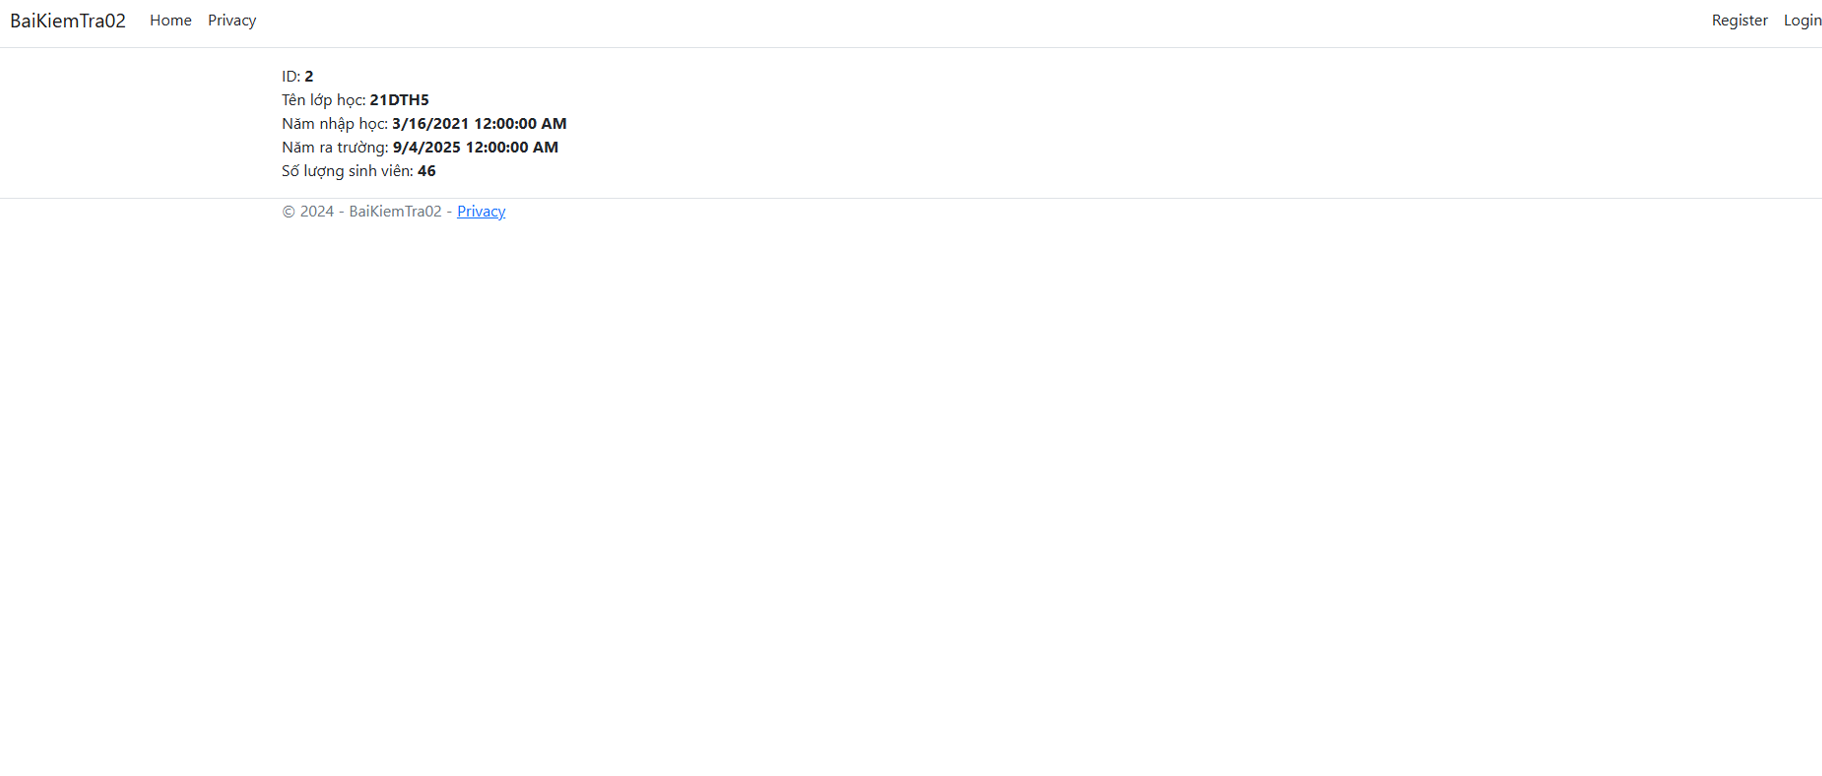 BaiKiemTra02 Home Privacy Register Login
ID: 2
Tên lớp học: 21DTH5
Năm nhập học: 3/16/2021 12:00:00 AM
Năm ra trường: 9/4/2025 12:00:00 AM
Số lượng sinh viên: 46
© 2024 - BaiKiemTra02 - Privacy